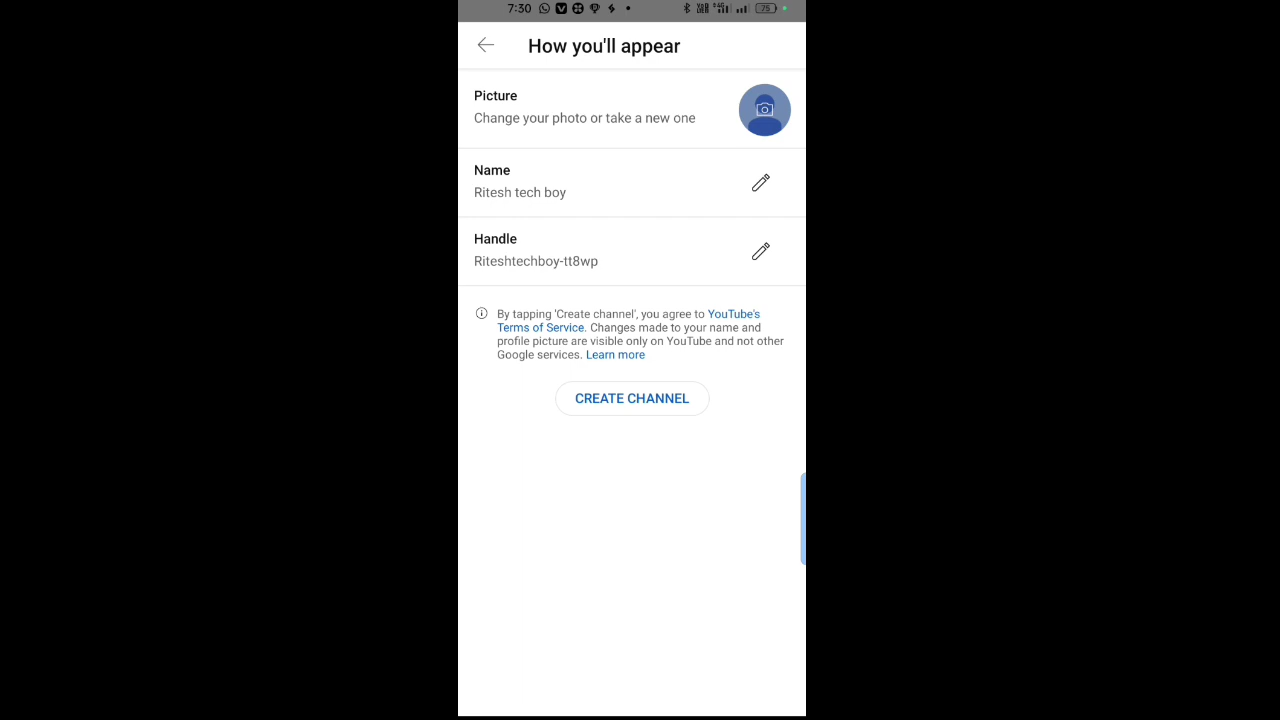 7:30
75
How you'll appear
Picture
Change your photo or take a new one
Name
Ritesh tech boy
Handle
Riteshtechboy-tt8wp
By tapping 'Create channel', you agree to YouTube's
Terms of Service. Changes made to your name and
profile picture are visible only on YouTube and not other
Google services. Learn more
CREATE CHANNEL